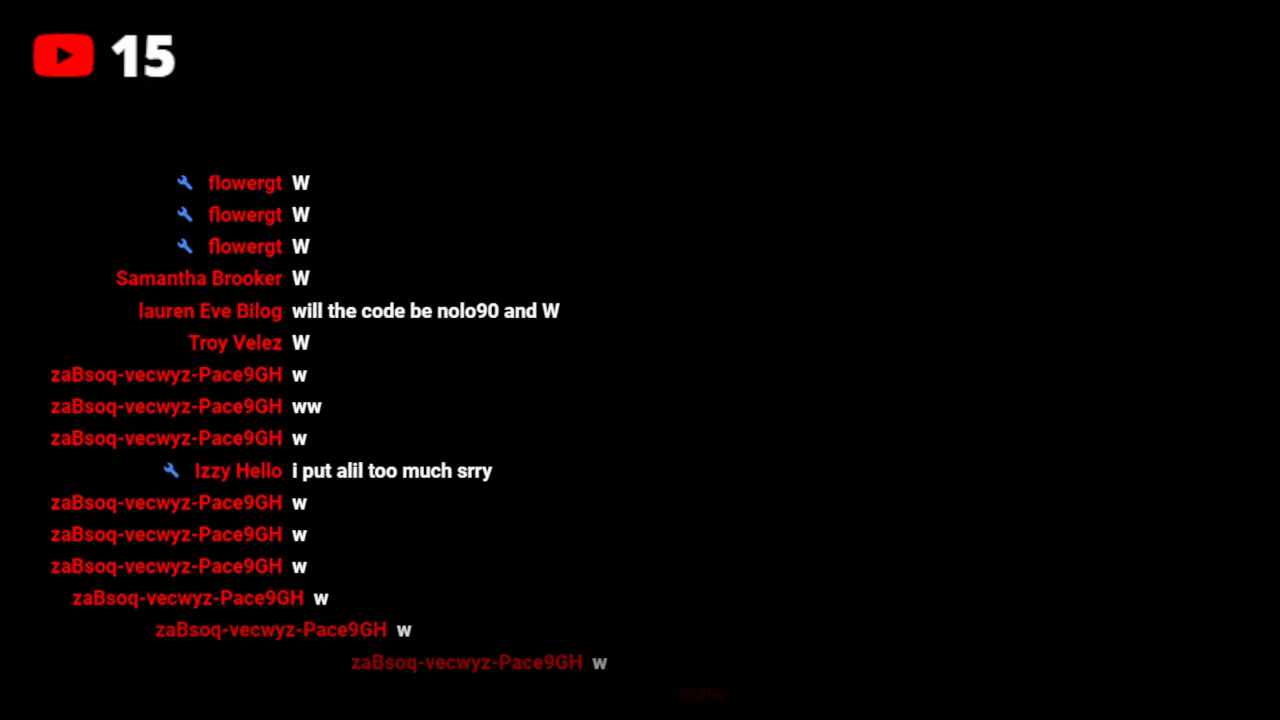 15
flowergt W
flowergt W
flowergt W
Samantha Brooker W
lauren Eve Bilog will the code be nolo90 and W
Troy Velez W
zaBsoq-vecwyz-Pace9GH w
zaBsoq-vecwyz-Pace9GH ww
zaBsoq-vecwyz-Pace9GH w
Izzy Hello i put alil too much srry
zaBsoq-vecwyz-Pace9GH w
zaBsoq-vecwyz-Pace9GH w
zaBsoq-vecwyz-Pace9GH w
zaBsoq-vecwyz-Pace9GH w
zaBsoq-vecwyz-Pace9GH w
zaBsoq-vecwyz-Pace9GH w